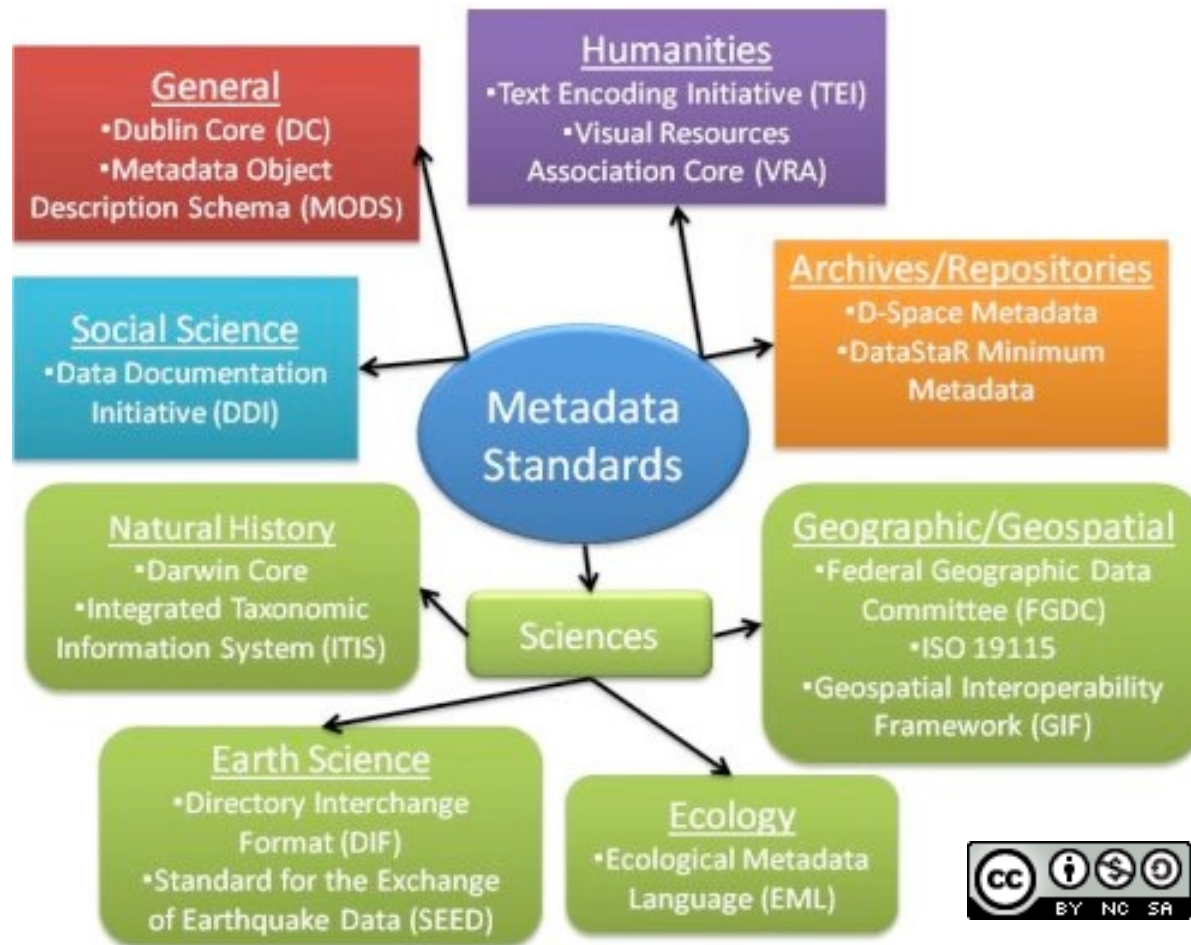 General
•Dublin Core (DC)
•Metadata Object
Description Schema (MODS)
Humanities
•Text Encoding Initiative (TEI)
•Visual Resources
Association Core (VRA)
Social Science
•Data Documentation
Initiative (DDI)
Metadata
Standards
Archives/Repositories
•D-Space Metadata
•DataStaR Minimum
Metadata
Natural History
•Darwin Core
•Integrated Taxonomic
Information System (ITIS)
Sciences
Geographic/Geospatial
•Federal Geographic Data
Committee (FGDC)
•ISO 19115
•Geospatial Interoperability
Framework (GIF)
Earth Science
•Directory Interchange
Format (DIF)
•Standard for the Exchange
of Earthquake Data (SEED)
Ecology
•Ecological Metadata
Language (EML)
cc
BY NC SA